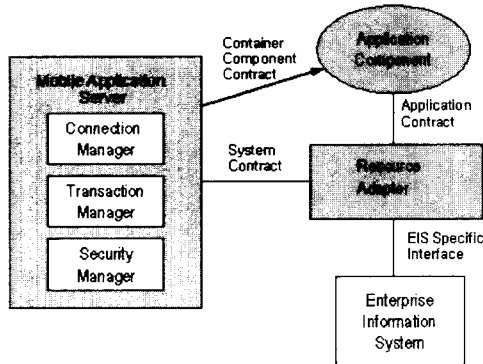 Container
Component
Contract
Application
Component
Mobile Application
Server
Connection
Manager
Transaction
Manager
Security
Manager
System
Contract
Application
Contract
Resource
Adapter
EIS Specific
Interface
Enterprise
Information
System